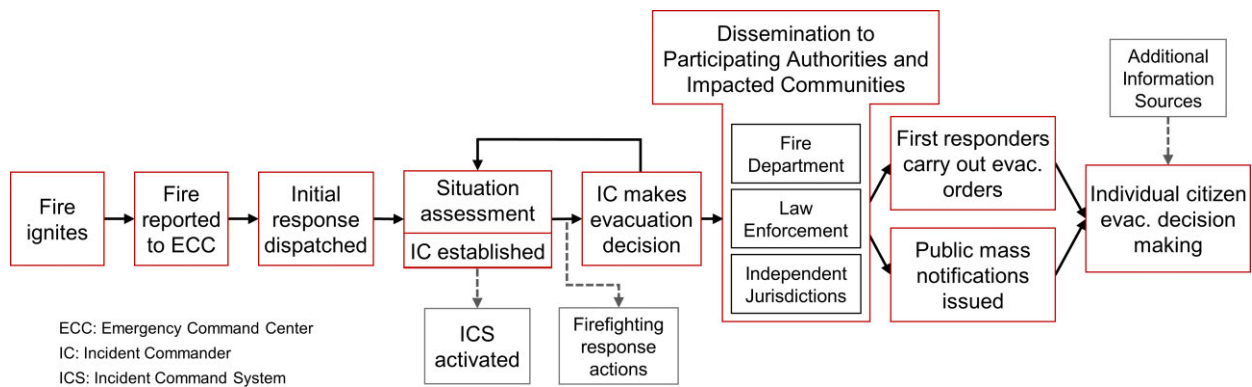 Fire
ignites
Fire
reported
to ECC
Initial
response
dispatched
Situation
assessment
IC established
ICS
activated
Firefighting
response
actions
IC makes
evacuation
decision
Dissemination to
Participating Authorities and
Impacted Communities
Fire
Department
Law
Enforcement
Independent
Jurisdictions
First responders
carry out evac.
orders
Public mass
notifications
issued
Additional
Information
Sources
Individual citizen
evac. decision
making
ECC: Emergency Command Center
IC: Incident Commander
ICS: Incident Command System